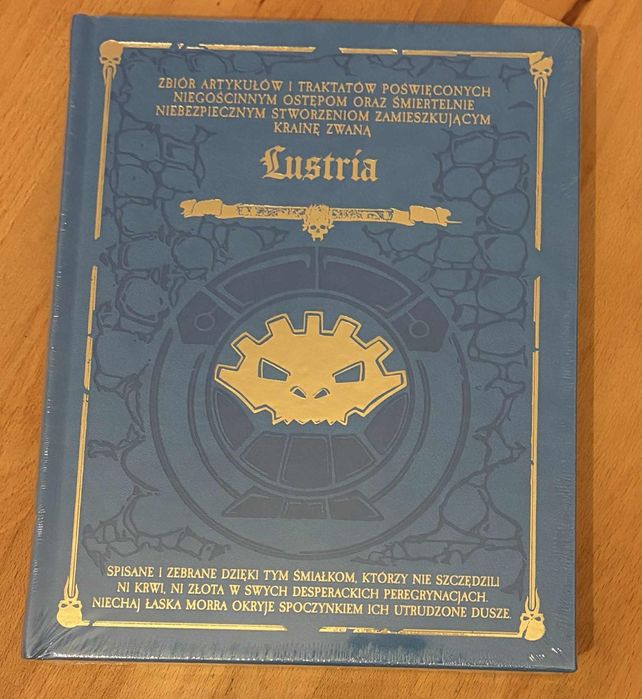 ZBIÓR ARTYKUŁÓW I TRAKTATÓW POŚWIĘCONYCH
NIEGOŚCINNYM OSTĘPOM ORAZ ŚMIERTELNIE
NIEBEZPIECZNYM STWORZENIOM ZAMIESZKUJĄCYM
KRAINĘ ZWANĄ
Lustria
SPISANE I ZEBRANE DZIĘKI TYM ŚMIAŁKOM, KTÓRZY NIE SZCZĘDZILI
NI KRWI, NI ZŁOTA W SWYCH DESPERACKICH PEREGRYNACJACH.
NIECHAJ ŁASKA MORRA OKRYJE SPOCZYNKIEM ICH UTRUDZONE DUSZE.